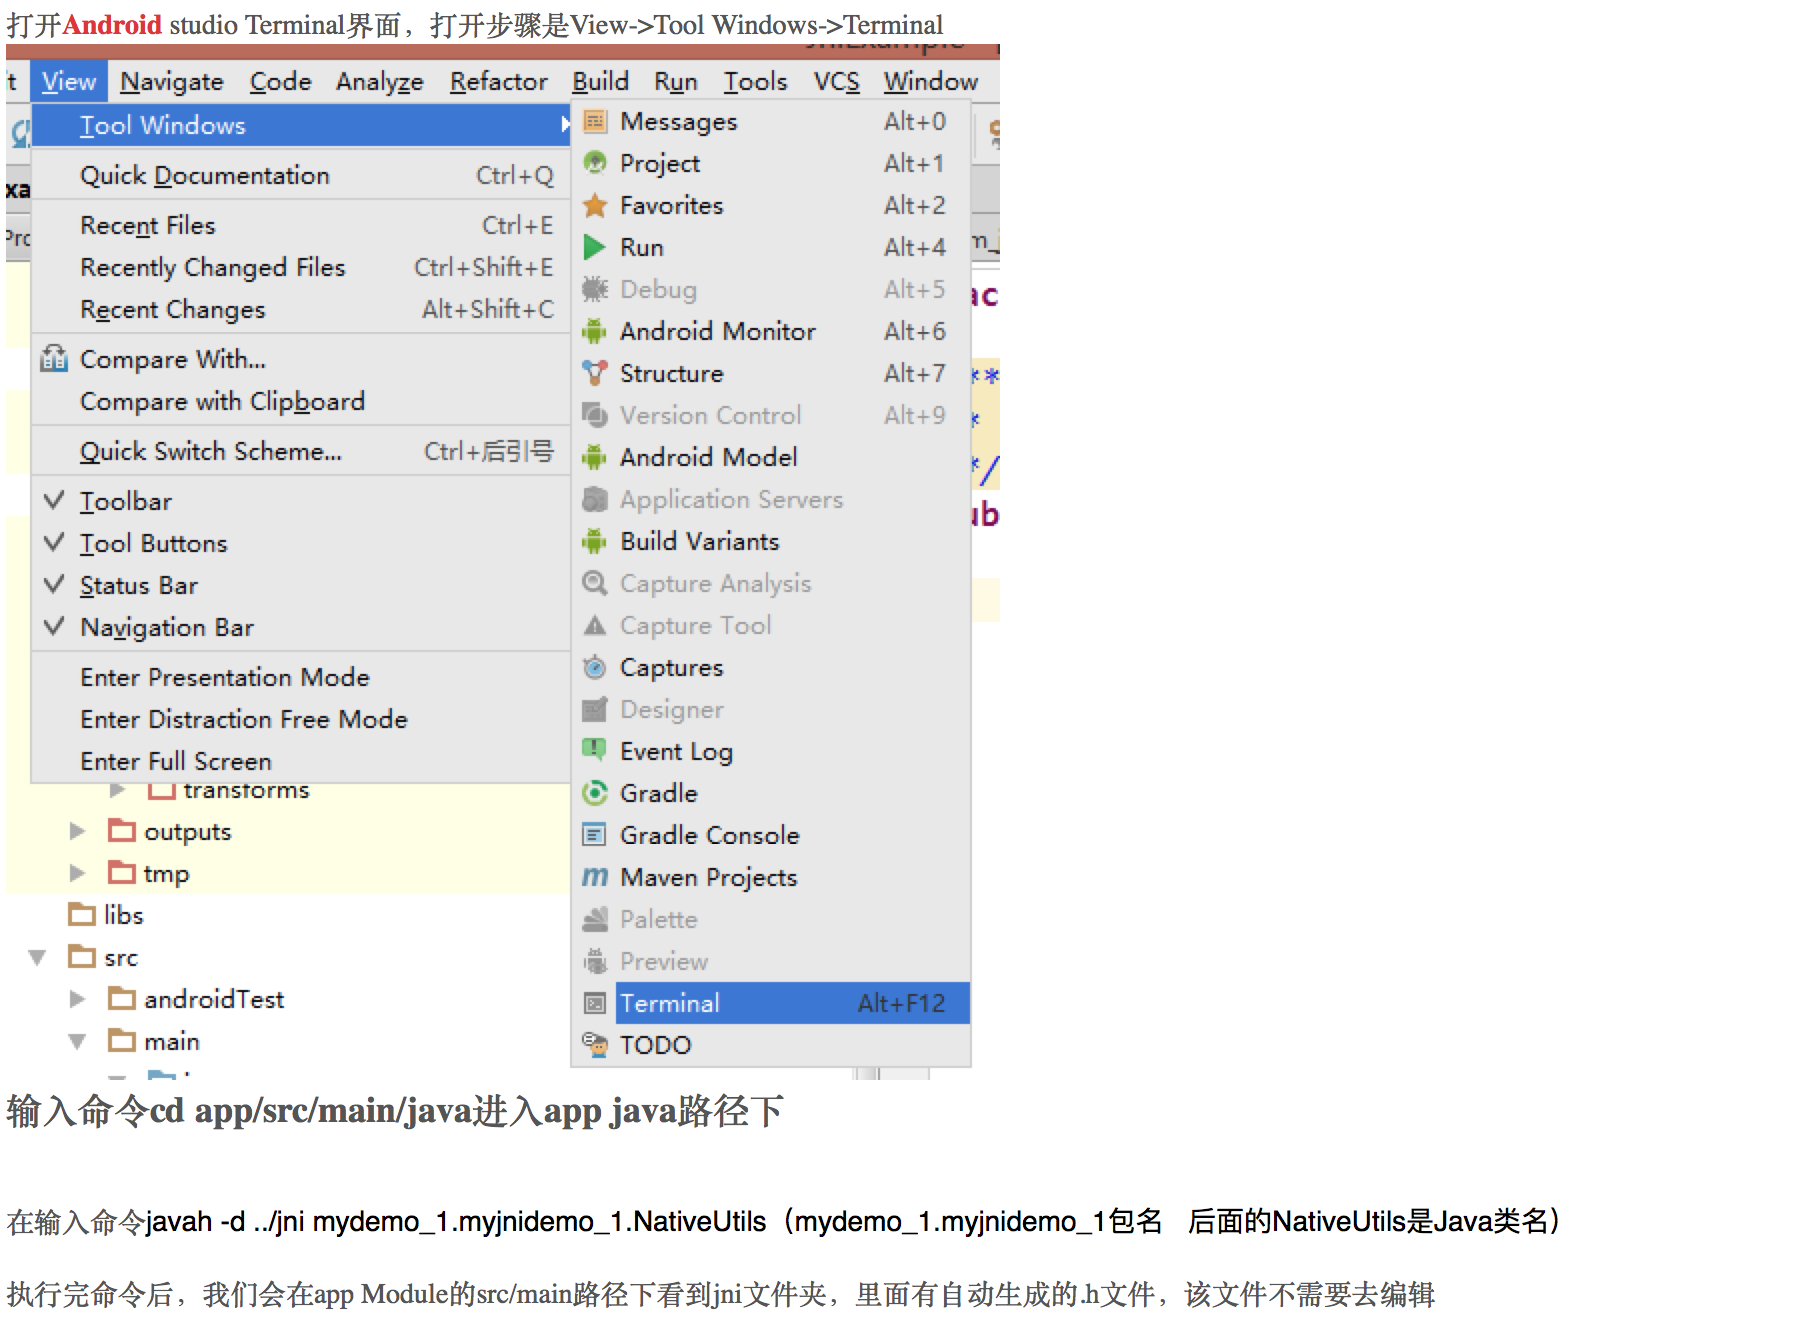 打开Android studio Terminal界面，打开步骤是View->Tool Windows->Terminal
View Navigate Code Analyze Refactor Build Run Tools VCS Window
Tool Windows
Quick Documentation Ctrl+Q
Recent Files Ctrl+E
Recently Changed Files Ctrl+Shift+E
Recent Changes Alt+Shift+C
Compare With...
Compare with Clipboard
Quick Switch Scheme... Ctrl+后引号
Toolbar
Tool Buttons
Status Bar
Navigation Bar
Enter Presentation Mode
Enter Distraction Free Mode
Enter Full Screen
Messages Alt+0
Project Alt+1
Favorites Alt+2
Run Alt+4
Debug Alt+5
Android Monitor Alt+6
Structure Alt+7
Version Control Alt+9
Android Model
Application Servers
Build Variants
Capture Analysis
Capture Tool
Captures
Designer
Event Log
Gradle
Gradle Console
Maven Projects
Palette
Preview
Terminal Alt+F12
TODO
transforms
outputs
tmp
libs
src
androidTest
main
**
*
*/
输入命令cd app/src/main/java进入app java路径下
在输入命令javah -d ../jni mydemo_1.myjnidemo_1.NativeUtils（mydemo_1.myjnidemo_1包名 后面的NativeUtils是Java类名）
执行完命令后，我们会在app Module的src/main路径下看到jni文件夹，里面有自动生成的.h文件，该文件不需要去编辑